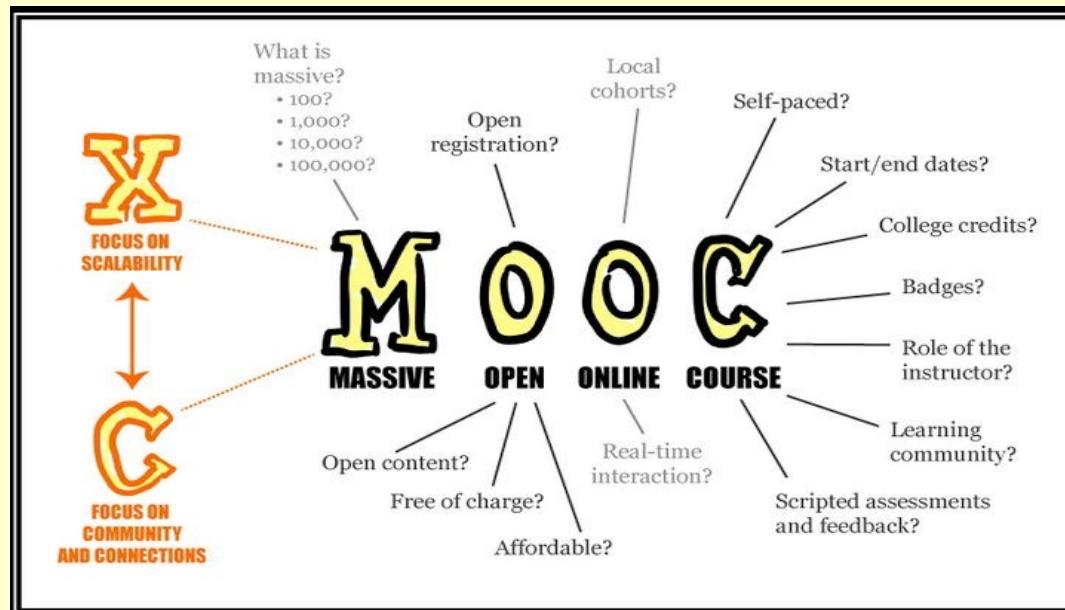 What is
massive?
• 100?
• 1,000?
• 10,000?
• 100,000?
Local
cohorts?
Self-paced?
Open
registration?
Start/end dates?
College credits?
Badges?
Role of the
instructor?
Learning
community?
Scripted assessments
and feedback?
X
FOCUS ON
SCALABILITY
C
FOCUS ON
COMMUNITY
AND CONNECTIONS
MOOC
MASSIVE OPEN ONLINE COURSE
Open content?
Free of charge?
Affordable?
Real-time
interaction?